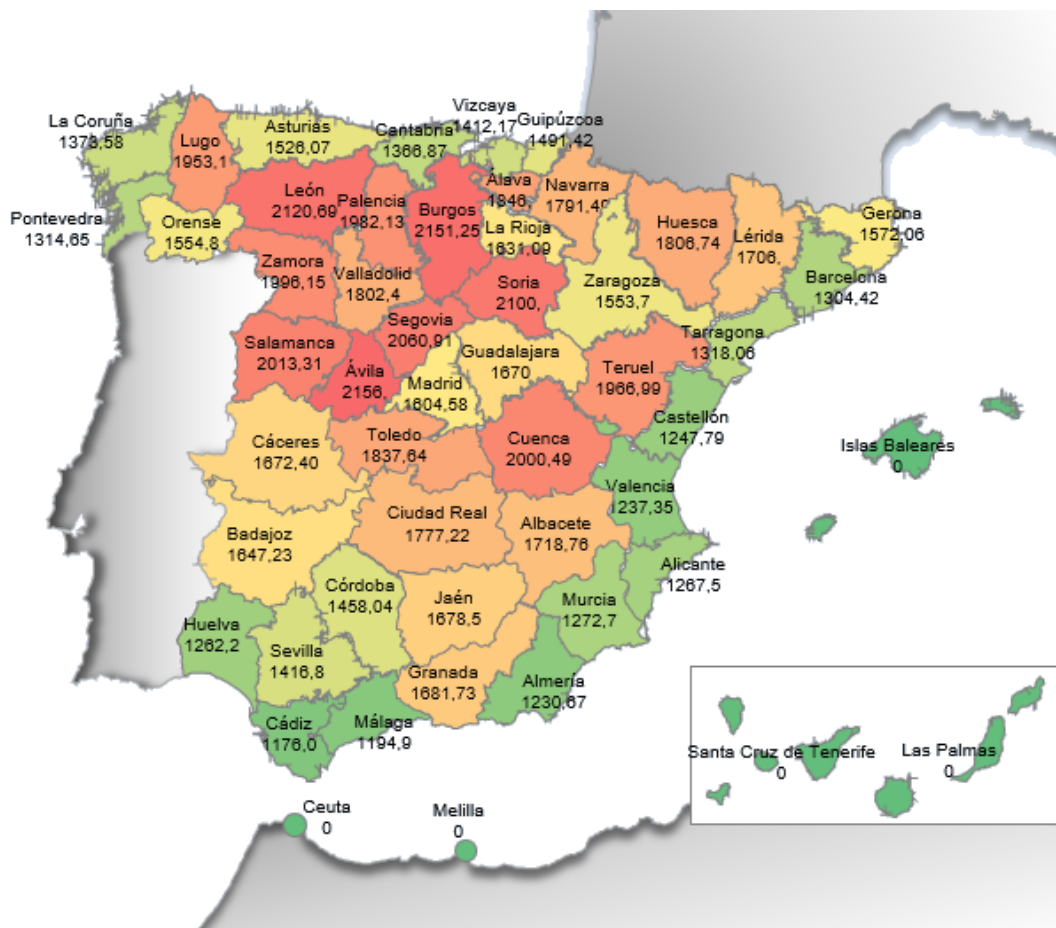 La Coruña
1373,58
Lugo
1953,1
Asturias
1526,07
Cantabria
1366,87
Vizcaya
1412,17
Guipúzcoa
1491,42
Pontevedra
1314,65
Orense
1554,8
León
2120,69
Palencia
1982,13
Burgos
2151,25
Álava
1846,
Navarra
1791,40
La Rioja
1631,09
Huesca
1806,74
Lérida
1706,
Gerona
1572,06
Barcelona
1304,42
Zamora
1996,15
Valladolid
1802,4
Soria
2100,
Zaragoza
1553,7
Tarragona
1318,06
Salamanca
2013,31
Ávila
2156,
Segovia
2060,91
Madrid
1604,58
Guadalajara
1670
Teruel
1966,99
Castellón
1247,79
Cáceres
1672,40
Toledo
1837,64
Cuenca
2000,49
Valencia
1237,35
Islas Baleares
0
Badajoz
1647,23
Ciudad Real
1777,22
Albacete
1718,76
Alicante
1267,5
Huelva
1262,2
Sevilla
1416,8
Córdoba
1458,04
Jaén
1678,5
Murcia
1272,7
Cádiz
1176,0
Málaga
1194,9
Granada
1681,73
Almería
1230,67
Santa Cruz de Tenerife
0
Las Palmas
0
Ceuta
0
Melilla
0